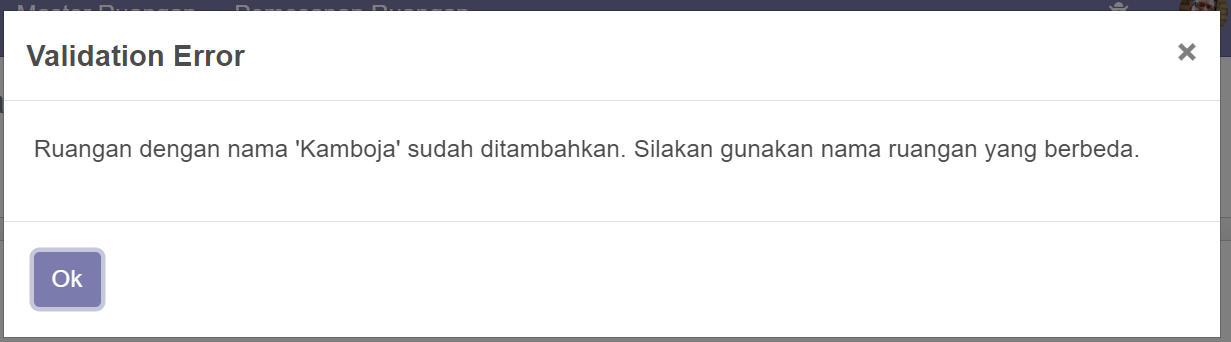 Master Ruangan Pemesanan Ruangan
Validation Error
×
Ruangan dengan nama 'Kamboja' sudah ditambahkan. Silakan gunakan nama ruangan yang berbeda.
Ok